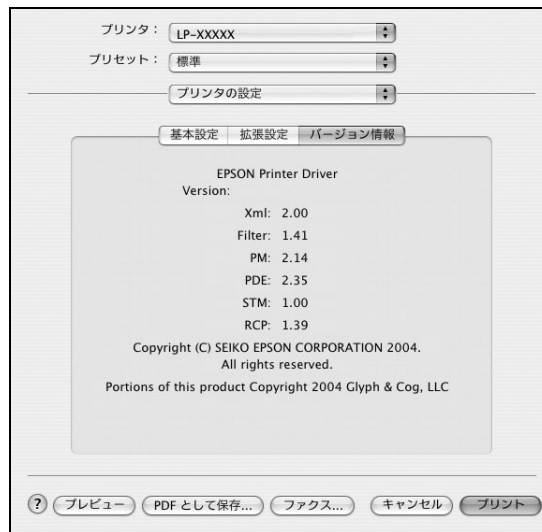 プリンタ： LP-XXXXX
プリセット： 標準
プリンタの設定
基本設定 拡張設定 バージョン情報
EPSON Printer Driver
Version:
Xml: 2.00
Filter: 1.41
PM: 2.14
PDE: 2.35
STM: 1.00
RCP: 1.39
Copyright (C) SEIKO EPSON CORPORATION 2004.
All rights reserved.
Portions of this product Copyright 2004 Glyph & Cog, LLC
? プレビュー PDF として保存... ファクス... キャンセル プリント